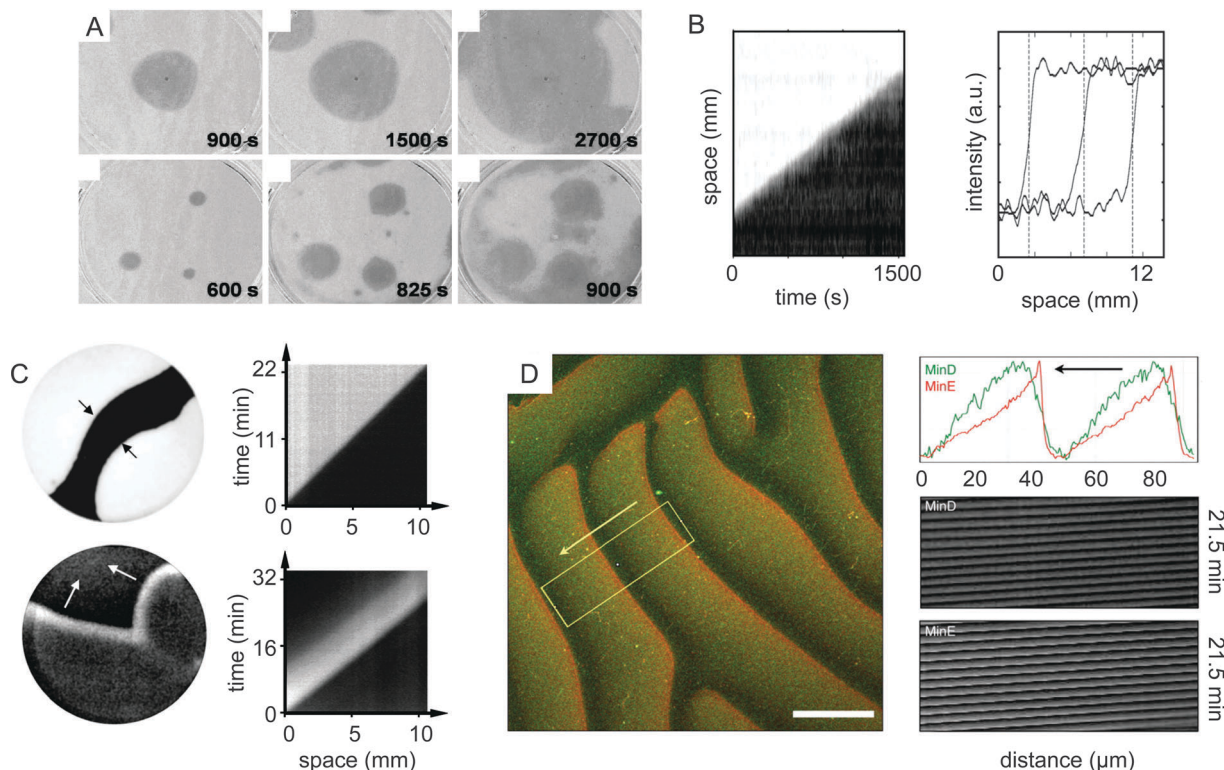 A
900 s
1500 s
2700 s
600 s
825 s
900 s
B
space (mm)
0
1500
time (s)
intensity (a.u.)
0
12
space (mm)
C
time (min)
22
11
0
0
5
10
time (min)
32
16
0
0
5
10
space (mm)
D
MinD
MinE
MinD
MinE
0
20
40
60
80
MinD
21.5 min
MinE
21.5 min
distance (µm)